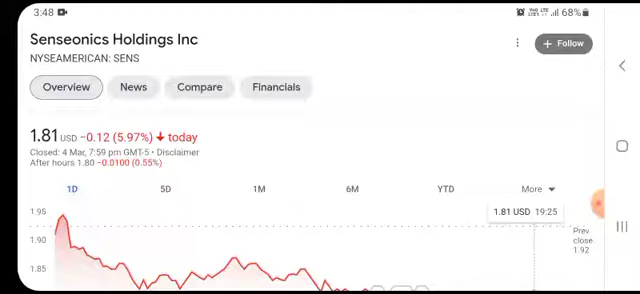 3:48
68%
Senseonics Holdings Inc
NYSEAMERICAN: SENS
+ Follow
Overview
News
Compare
Financials
1.81 USD −0.12 (5.97%) ↓ today
Closed: 4 Mar, 7:59 pm GMT-5 • Disclaimer
After hours 1.80 −0.0100 (0.55%)
1D
5D
1M
6M
YTD
More
1.81 USD 19:25
1.95
1.90
1.85
Prev
close
1.92